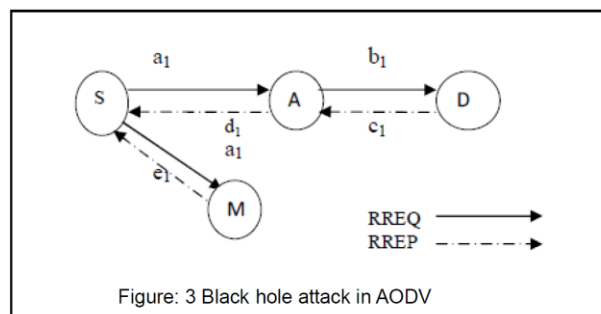 a1 b1
S A D
d1 c1
a1
e1
M
RREQ
RREP
Figure: 3 Black hole attack in AODV